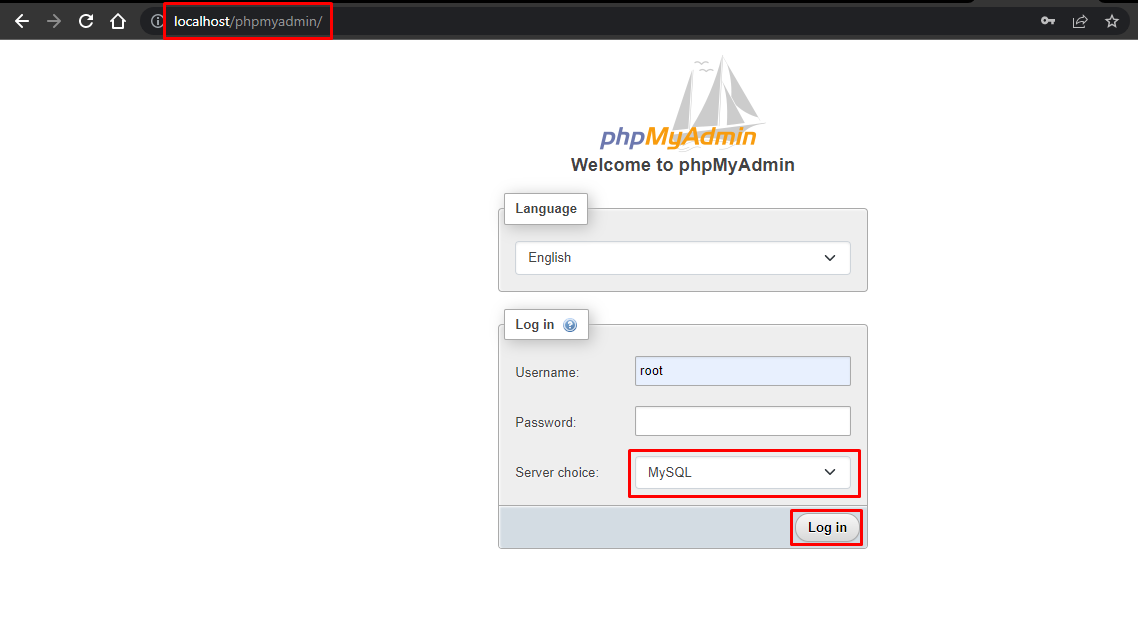 localhost/phpmyadmin/
phpMyAdmin
Welcome to phpMyAdmin
Language
English
Log in
Username:
root
Password:
Server choice:
MySQL
Log in